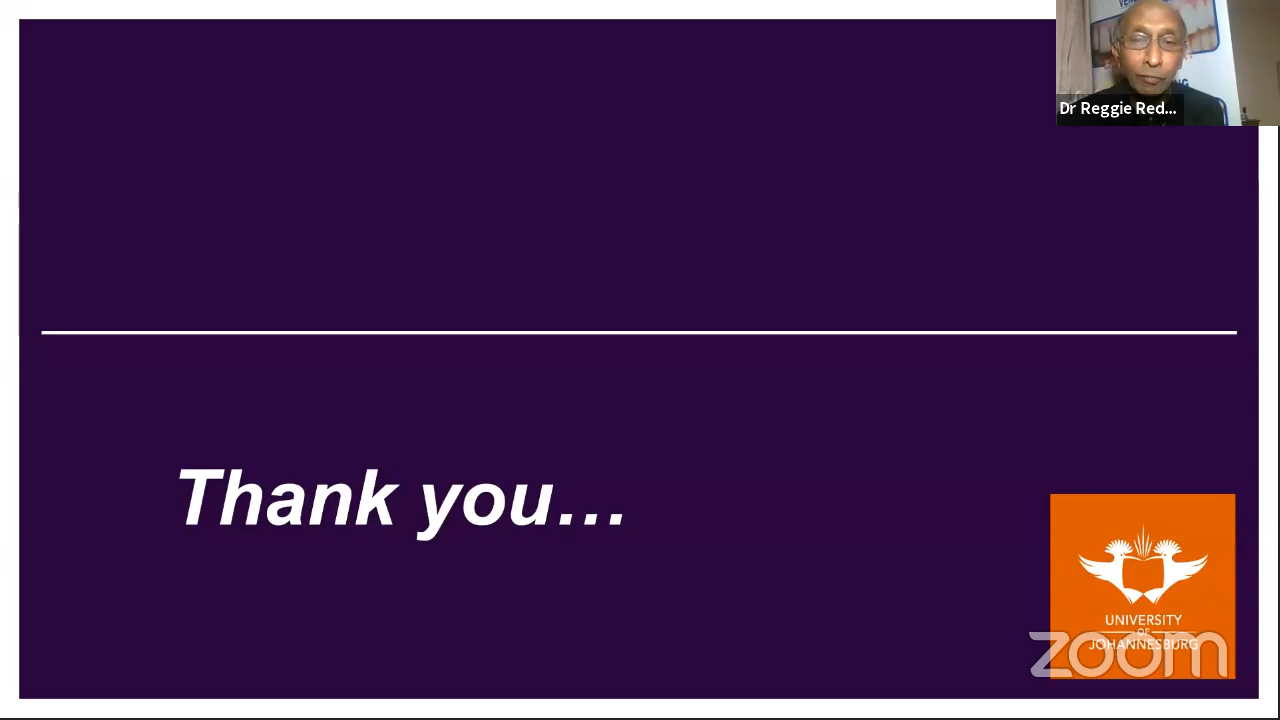 Dr Reggie Red...
Thank you...
UNIVERSITY
OF
JOHANNESBURG
zoom